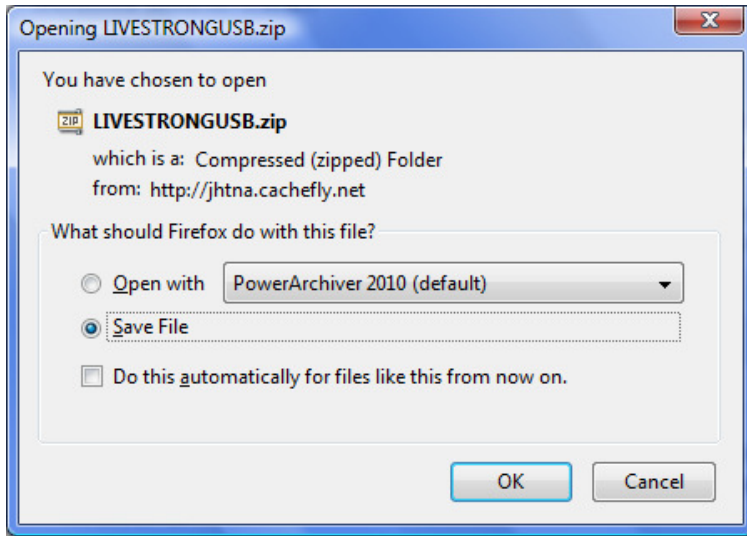 Opening LIVESTRONGUSB.zip
You have chosen to open
ZIP LIVESTRONGUSB.zip
which is a: Compressed (zipped) Folder
from: http://jhtna.cachefly.net
What should Firefox do with this file?
Open with PowerArchiver 2010 (default)
Save File
Do this automatically for files like this from now on.
OK Cancel